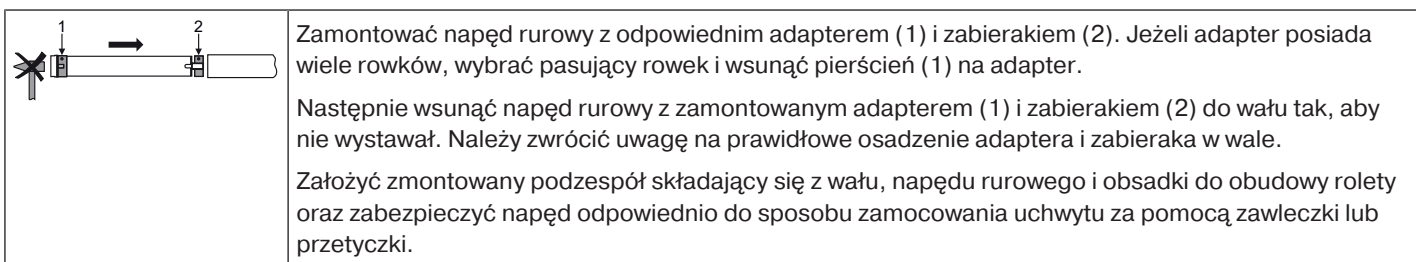 1 2
Zamontować napęd rurowy z odpowiednim adapterem (1) i zabierakiem (2). Jeżeli adapter posiada
wiele rowków, wybrać pasujący rowek i wsunąć pierścień (1) na adapter.
Następnie wsunąć napęd rurowy z zamontowanym adapterem (1) i zabierakiem (2) do wału tak, aby
nie wystawał. Należy zwrócić uwagę na prawidłowe osadzenie adaptera i zabieraka w wale.
Założyć zmontowany podzespół składający się z wału, napędu rurowego i obsadki do obudowy rolety
oraz zabezpieczyć napęd odpowiednio do sposobu zamocowania uchwytu za pomocą zawleczki lub
przetyczki.